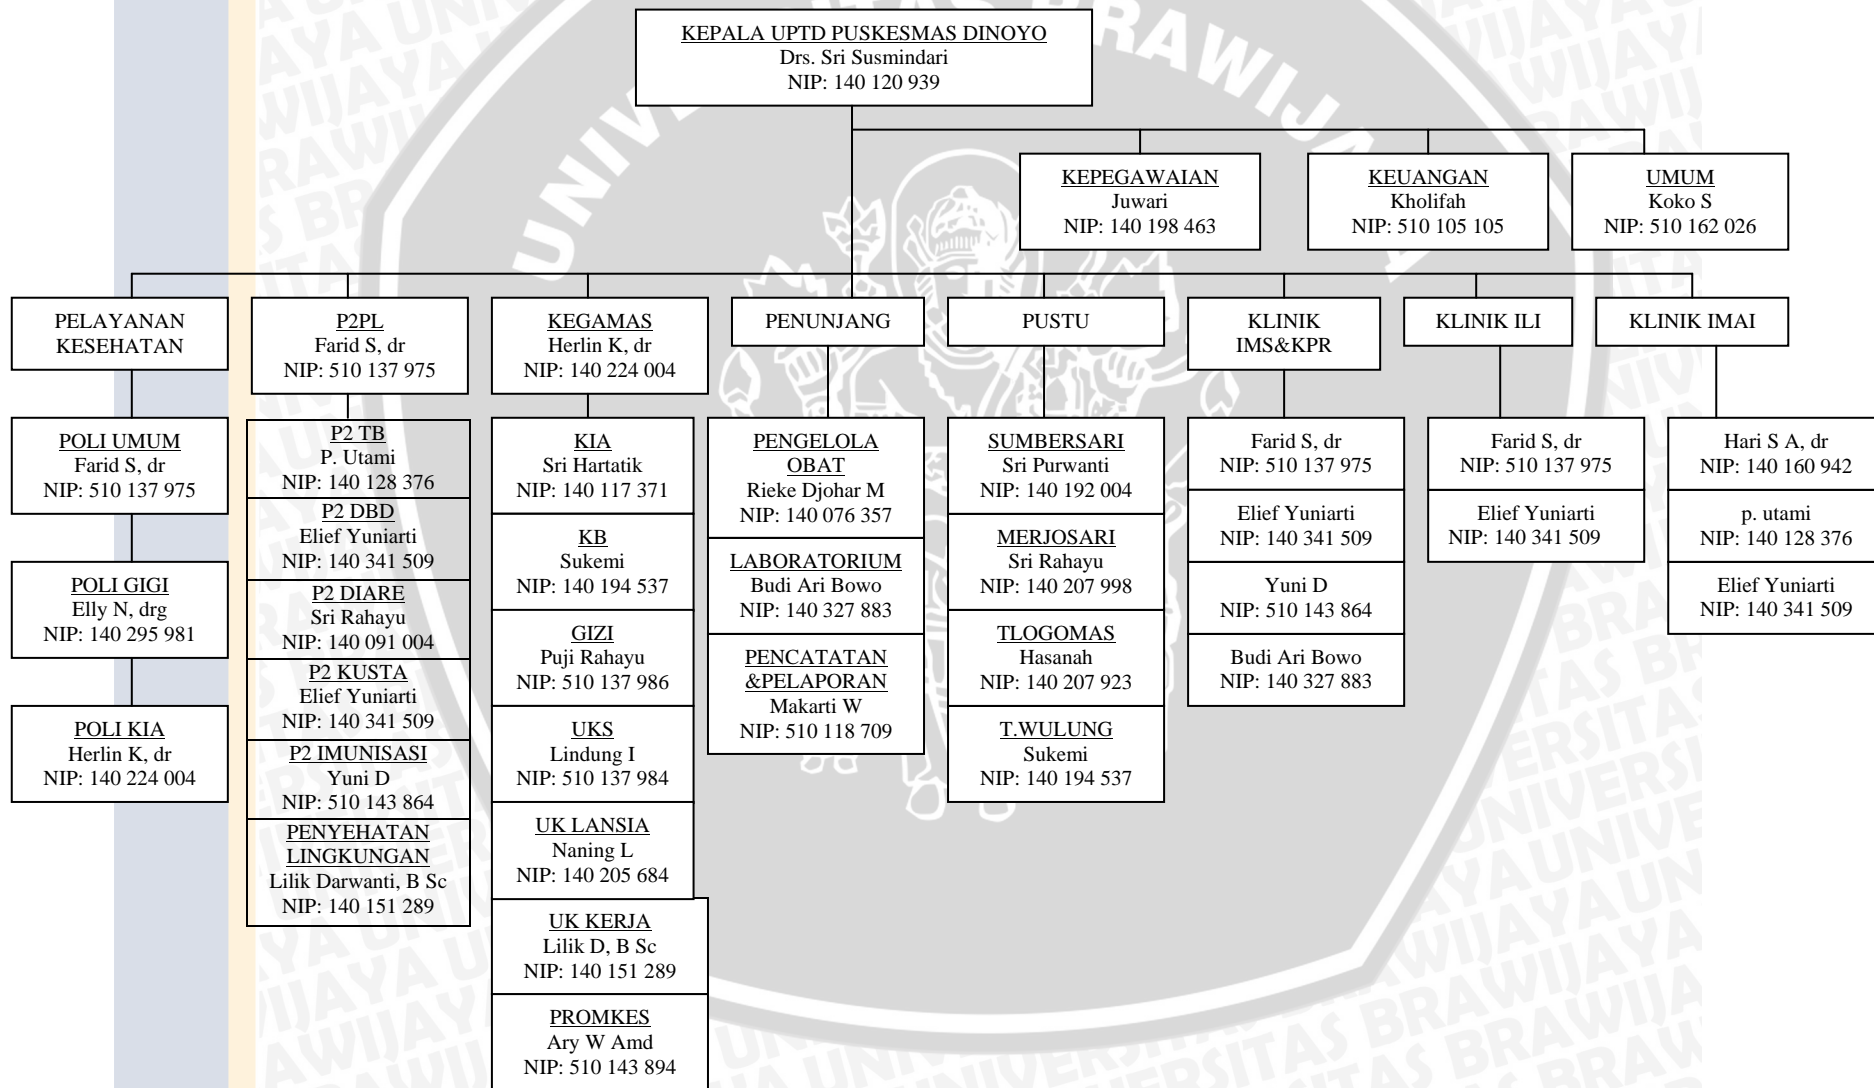 KEPALA UPTD PUSKESMAS DINOYO
Drs. Sri Susmindari
NIP: 140 120 939
KEPEGAWAIAN
Juwari
NIP: 140 198 463
KEUANGAN
Kholifah
NIP: 510 105 105
UMUM
Koko S
NIP: 510 162 026
PELAYANAN
KESEHATAN
POLI UMUM
Farid S, dr
NIP: 510 137 975
POLI GIGI
Elly N, drg
NIP: 140 295 981
POLI KIA
Herlin K, dr
NIP: 140 224 004
P2PL
Farid S, dr
NIP: 510 137 975
P2 TB
P. Utami
NIP: 140 128 376
P2 DBD
Elief Yuniarti
NIP: 140 341 509
P2 DIARE
Sri Rahayu
NIP: 140 091 004
P2 KUSTA
Elief Yuniarti
NIP: 140 341 509
P2 IMUNISASI
Yuni D
NIP: 510 143 864
PENYEHATAN
LINGKUNGAN
Lilik Darwanti, B Sc
NIP: 140 151 289
KEGAMAS
Herlin K, dr
NIP: 140 224 004
KIA
Sri Hartatik
NIP: 140 117 371
KB
Sukemi
NIP: 140 194 537
GIZI
Puji Rahayu
NIP: 510 137 986
UKS
Lindung I
NIP: 510 137 984
UK LANSIA
Naning L
NIP: 140 205 684
UK KERJA
Lilik D, B Sc
NIP: 140 151 289
PROMKES
Ary W Amd
NIP: 510 143 894
PENUNJANG
PENGELOLA
OBAT
Rieke Djohar M
NIP: 140 076 357
LABORATORIUM
Budi Ari Bowo
NIP: 140 327 883
PENCATATAN
&PELAPORAN
Makarti W
NIP: 510 118 709
PUSTU
SUMBERSARI
Sri Purwanti
NIP: 140 192 004
MERJOSARI
Sri Rahayu
NIP: 140 207 998
TLOGOMAS
Hasanah
NIP: 140 207 923
T.WULUNG
Sukemi
NIP: 140 194 537
KLINIK
IMS&KPR
Farid S, dr
NIP: 510 137 975
Elief Yuniarti
NIP: 140 341 509
Yuni D
NIP: 510 143 864
Budi Ari Bowo
NIP: 140 327 883
KLINIK ILI
Farid S, dr
NIP: 510 137 975
Elief Yuniarti
NIP: 140 341 509
KLINIK IMAI
Hari S A, dr
NIP: 140 160 942
p. utami
NIP: 140 128 376
Elief Yuniarti
NIP: 140 341 509